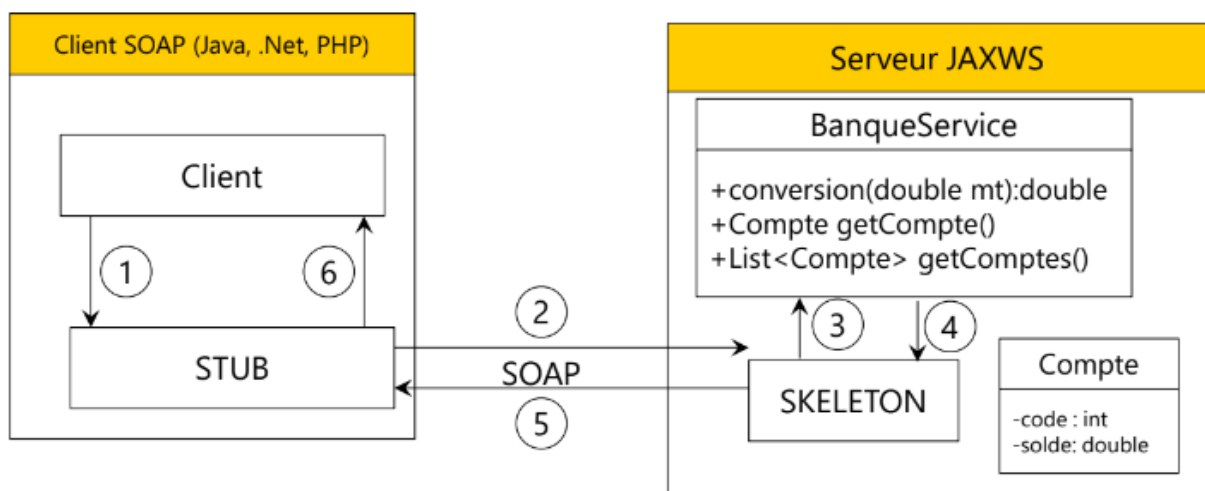 Client SOAP (Java, .Net, PHP)
Client
1
6
STUB
2
SOAP
5
Serveur JAXWS
BanqueService
+conversion(double mt):double
+Compte getCompte()
+List<Compte> getComptes()
3
4
SKELETON
Compte
-code : int
-solde: double